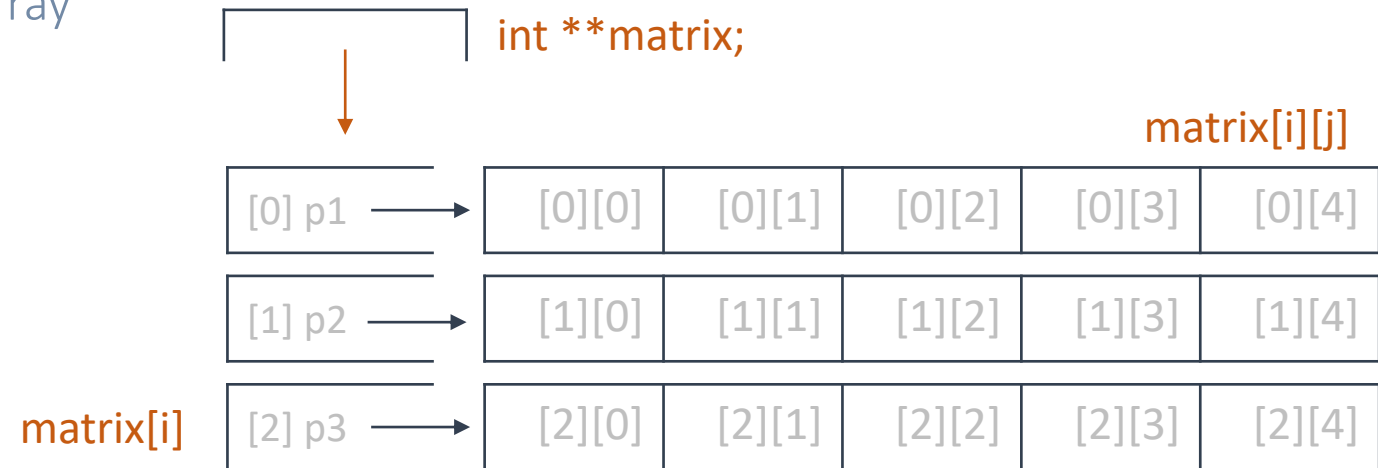 ray
int **matrix;
matrix[i][j]
[0] p1 [0][0] [0][1] [0][2] [0][3] [0][4]
[1] p2 [1][0] [1][1] [1][2] [1][3] [1][4]
matrix[i] [2] p3 [2][0] [2][1] [2][2] [2][3] [2][4]